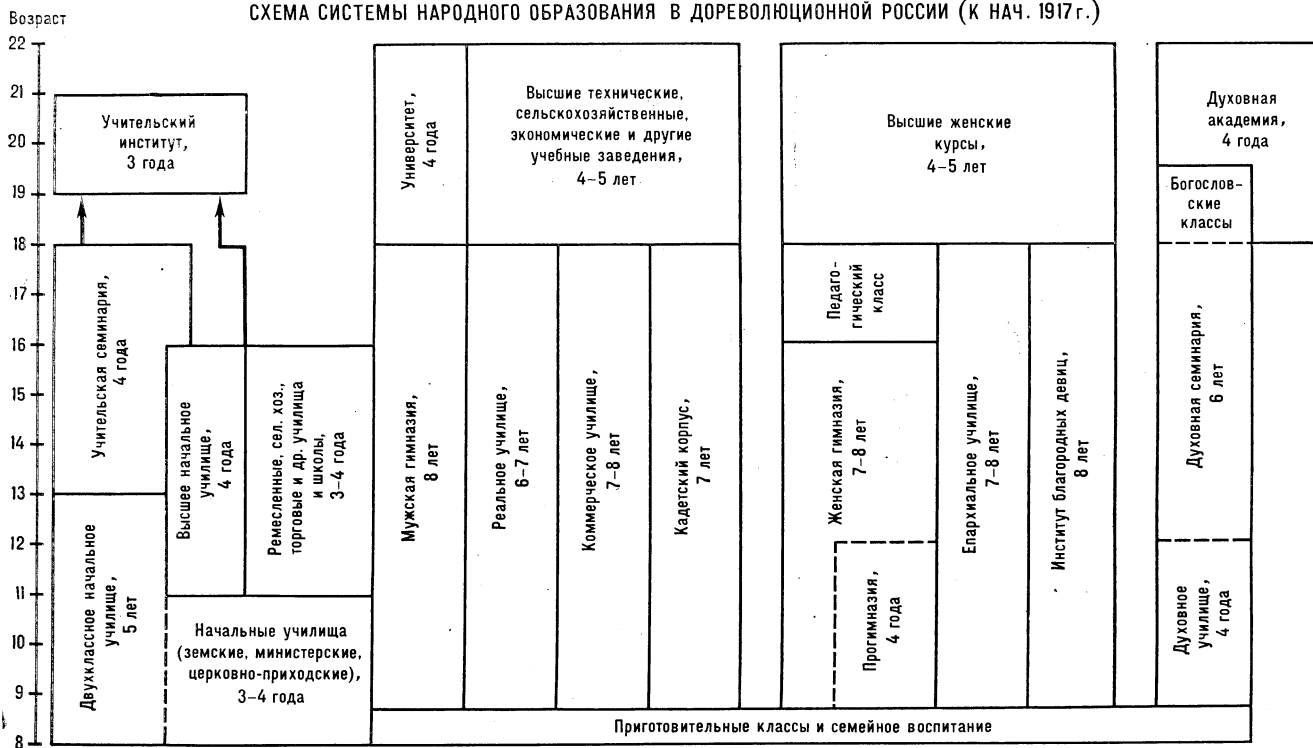 Возраст
СХЕМА СИСТЕМЫ НАРОДНОГО ОБРАЗОВАНИЯ В ДОРЕВОЛЮЦИОННОЙ РОССИИ (К НАЧ. 1917г.)
22
21
20
19
18
17
16
15
14
13
12
11
10
9
8
Учительский
институт,
3 года
Учительская семинария,
4 года
Двухклассное начальное
училище,
5 лет
Высшее начальное
училище,
4 года
Ремесленные, сел. хоз.,
торговые и др. училища
и школы,
3–4 года
Начальные училища
(земские, министерские,
церковно-приходские),
3–4 года
Университет,
4 года
Высшие технические,
сельскохозяйственные,
экономические и другие
учебные заведения,
4–5 лет
Мужская гимназия,
8 лет
Реальное училище,
6–7 лет
Коммерческое училище,
7–8 лет
Кадетский корпус,
7 лет
Высшие женские
курсы,
4–5 лет
Педаго-
гический
класс
Женская гимназия,
7–8 лет
Прогимназия,
4 года
Епархиальное училище,
7–8 лет
Институт благородных девиц,
8 лет
Духовная
академия,
4 года
Богослов-
ские
классы
Духовная семинария,
6 лет
Духовное
училище,
4 года
Приготовительные классы и семейное воспитание